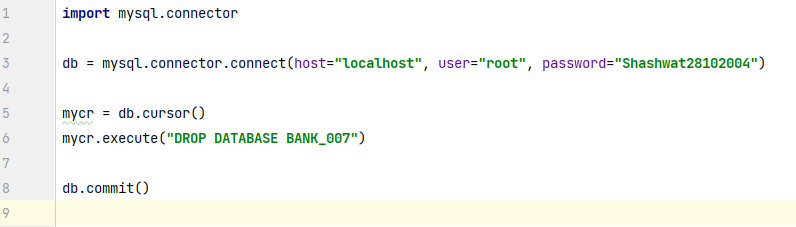 1 import mysql.connector
2
3 db = mysql.connector.connect(host="localhost", user="root", password="Shashwat28102004")
4
5 mycr = db.cursor()
6 mycr.execute("DROP DATABASE BANK_007")
7
8 db.commit()
9